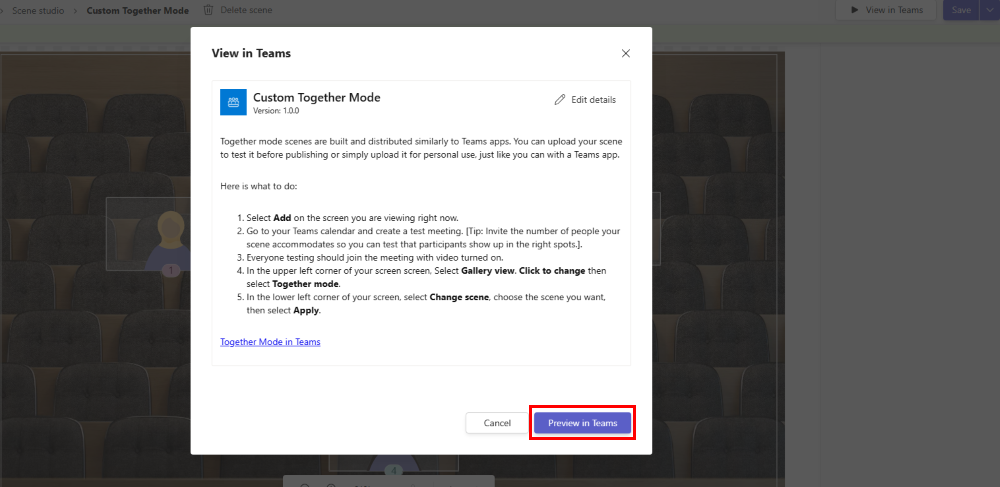 Scene studio > Custom Together Mode Delete scene View in Teams Save
View in Teams
Custom Together Mode
Version: 1.0.0
Edit details
Together mode scenes are built and distributed similarly to Teams apps. You can upload your scene
to test it before publishing or simply upload it for personal use, just like you can with a Teams app.
Here is what to do:
1. Select Add on the screen you are viewing right now.
2. Go to your Teams calendar and create a test meeting. [Tip: Invite the number of people your
scene accommodates so you can test that participants show up in the right spots.].
3. Everyone testing should join the meeting with video turned on.
4. In the upper left corner of your screen screen, Select Gallery view. Click to change then
select Together mode.
5. In the lower left corner of your screen, select Change scene, choose the scene you want,
then select Apply.
Together Mode in Teams
Cancel Preview in Teams
1
4